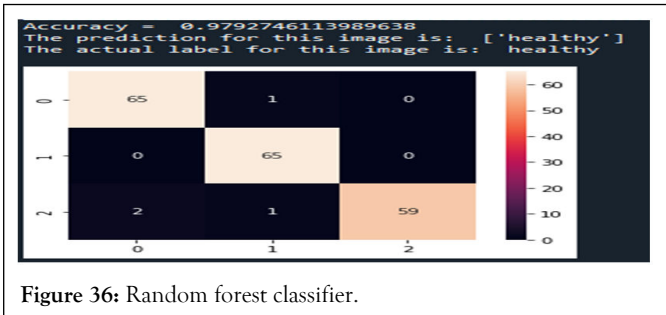 Accuracy = 0.9792746113989638
The prediction for this image is: ['healthy']
The actual label for this image is: healthy
0 65 1 0 60
50
1 0 65 0 40
30
20
2 2 1 59 10
0
0 1 2
Figure 36: Random forest classifier.